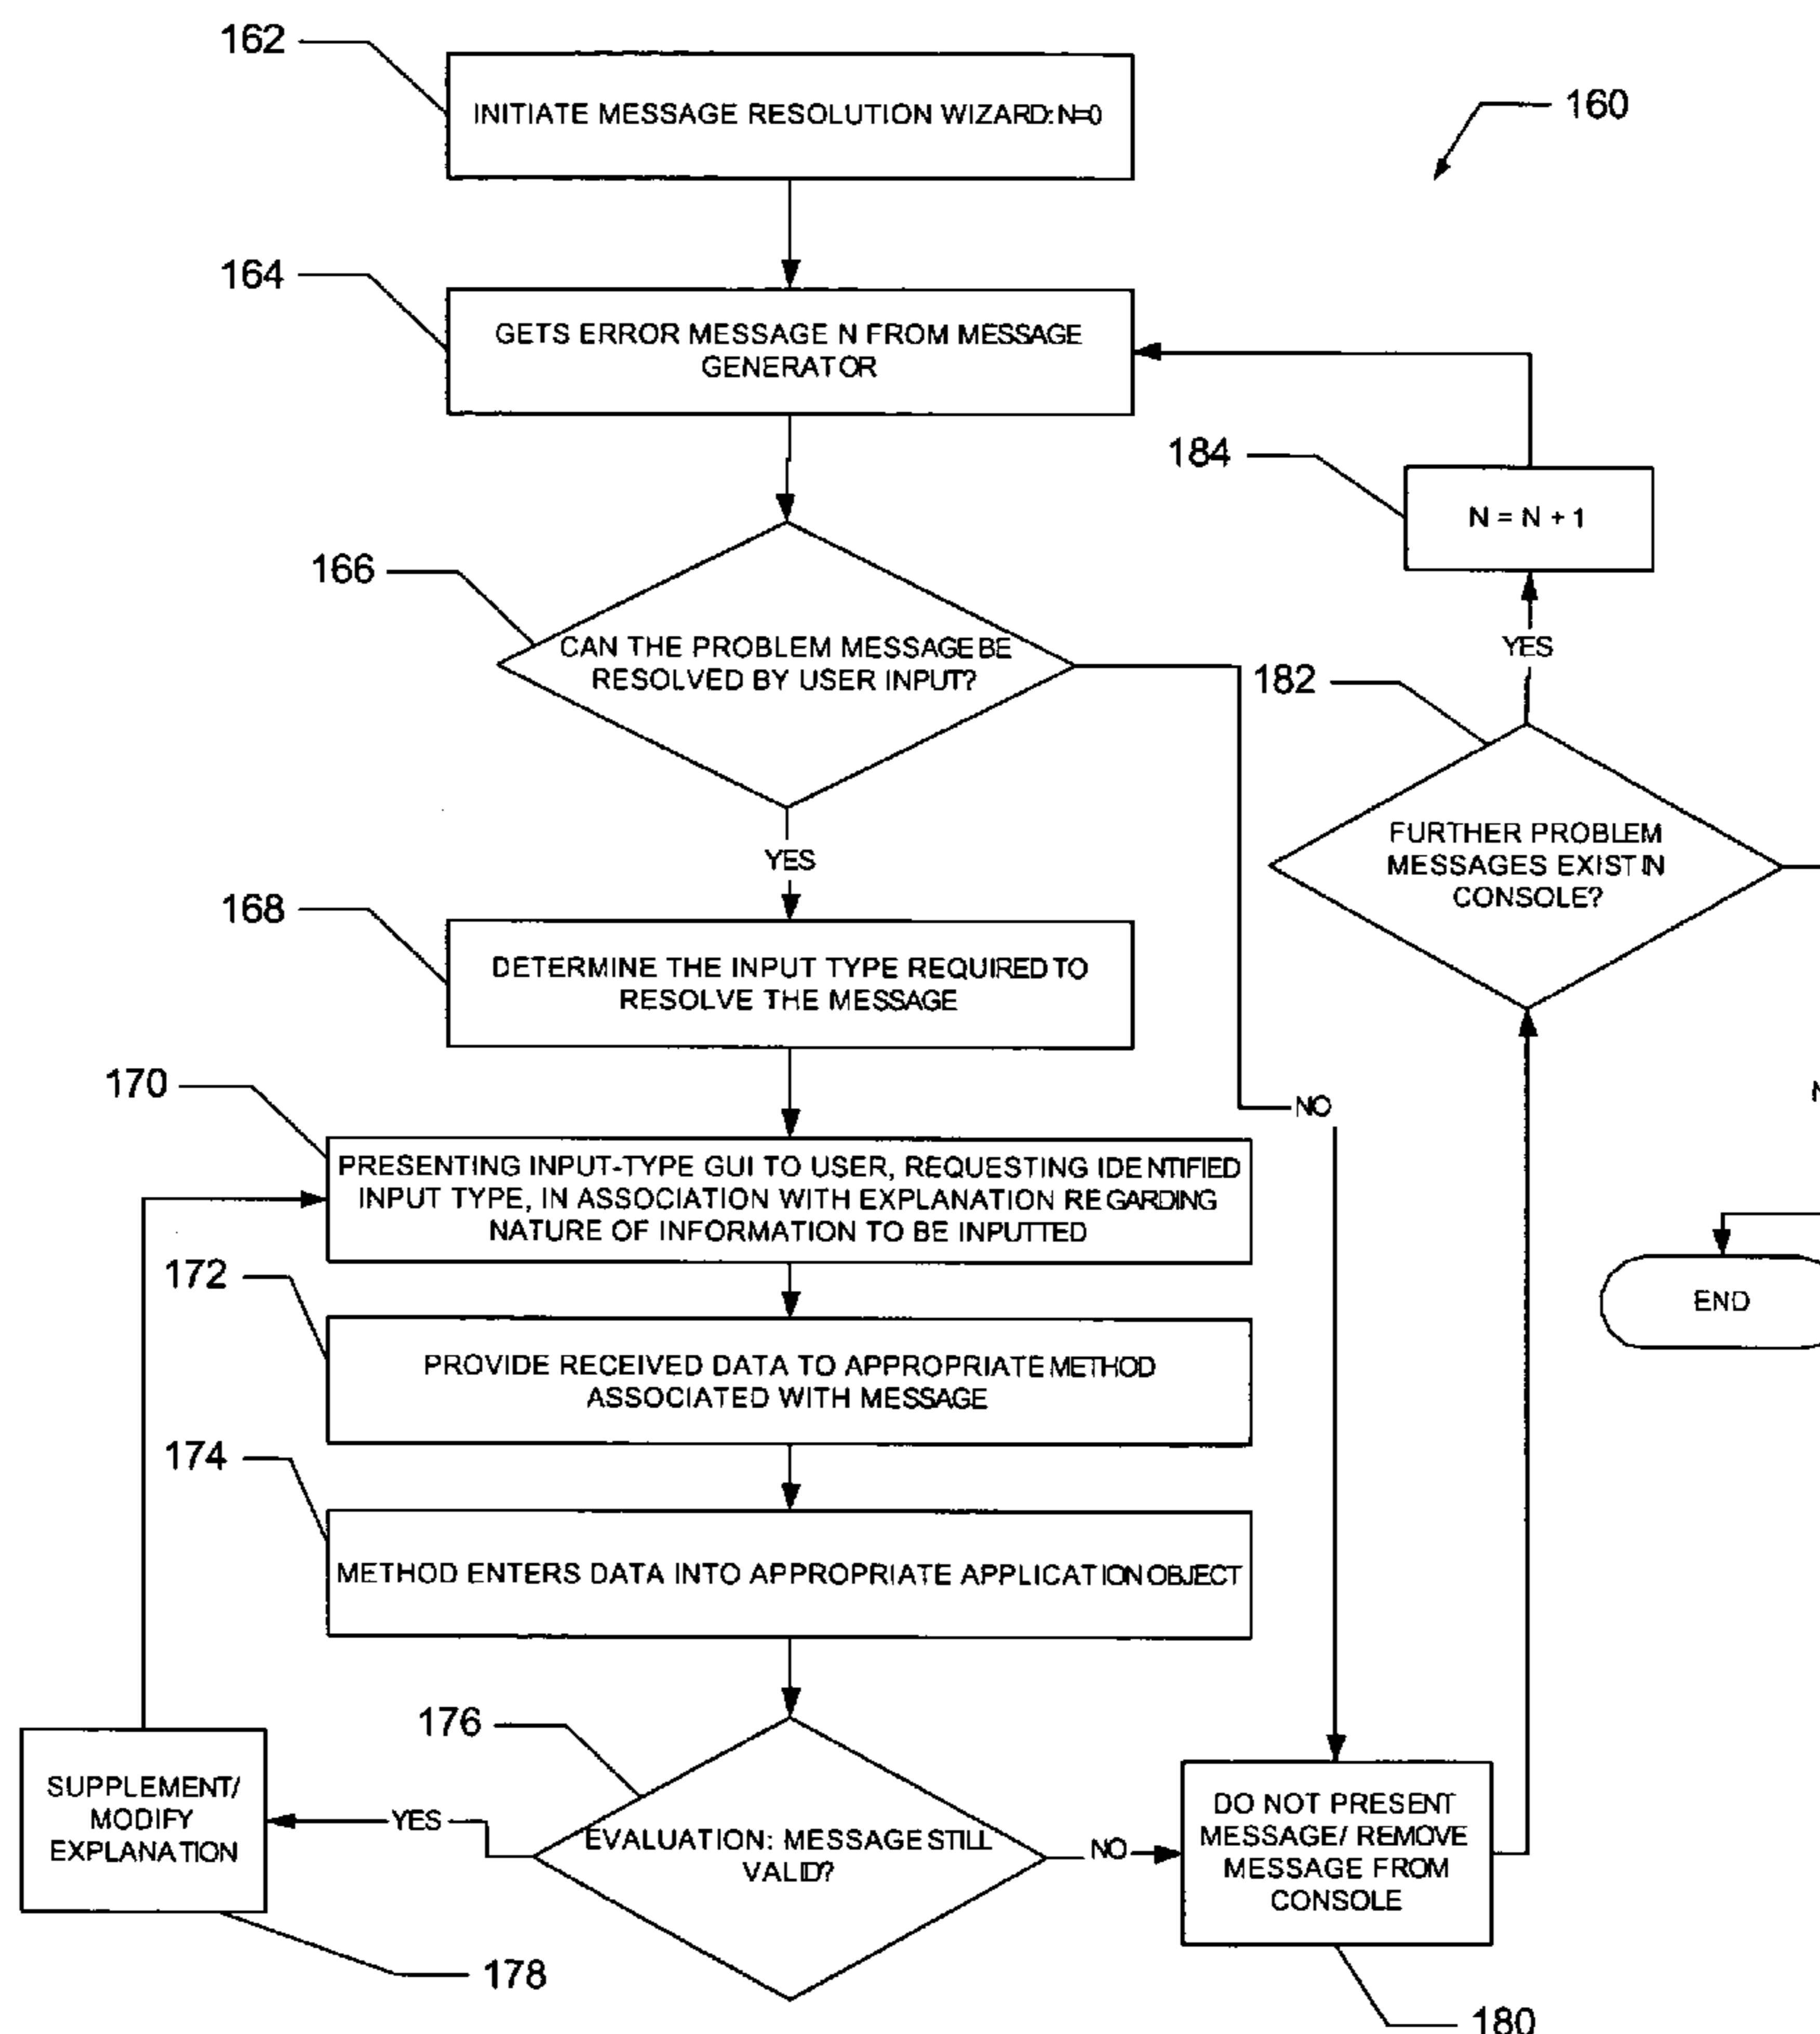 162
INITIATE MESSAGE RESOLUTION WIZARD: N=0
160
164
GETS ERROR MESSAGE N FROM MESSAGE
GENERATOR
184
N = N + 1
166
CAN THE PROBLEM MESSAGE BE
RESOLVED BY USER INPUT?
YES
182
YES
FURTHER PROBLEM
MESSAGES EXIST IN
CONSOLE?
168
DETERMINE THE INPUT TYPE REQUIRED TO
RESOLVE THE MESSAGE
170
NO
PRESENTING INPUT-TYPE GUI TO USER, REQUESTING IDENTIFIED
INPUT TYPE, IN ASSOCIATION WITH EXPLANATION REGARDING
NATURE OF INFORMATION TO BE INPUTTED
172
END
PROVIDE RECEIVED DATA TO APPROPRIATE METHOD
ASSOCIATED WITH MESSAGE
174
METHOD ENTERS DATA INTO APPROPRIATE APPLICATION OBJECT
176
SUPPLEMENT/
MODIFY
EXPLANATION
YES
EVALUATION: MESSAGE STILL
VALID?
NO
DO NOT PRESENT
MESSAGE/ REMOVE
MESSAGE FROM
CONSOLE
178
180